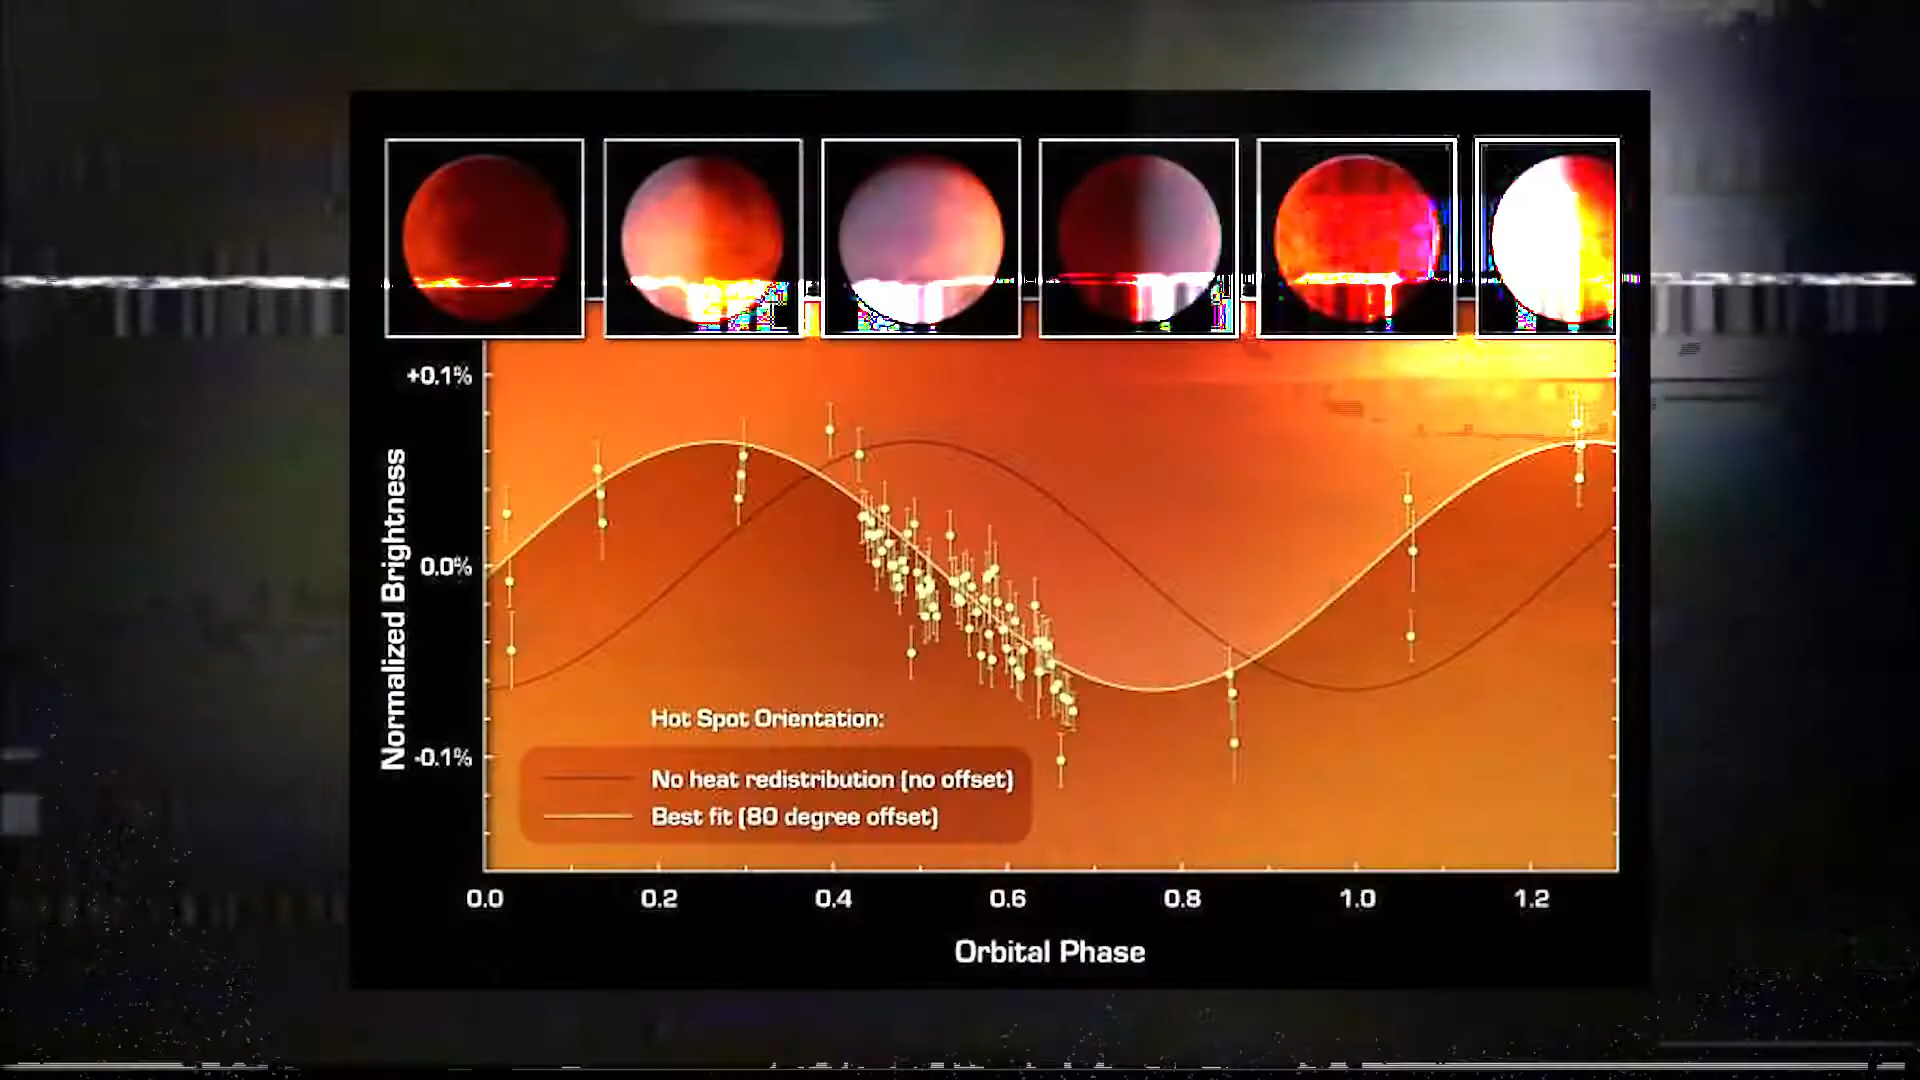 +0.1%
0.0%
-0.1%
Normalized Brightness
Hot Spot Orientation:
No heat redistribution (no offset)
Best fit (80 degree offset)
0.0 0.2 0.4 0.6 0.8 1.0 1.2
Orbital Phase